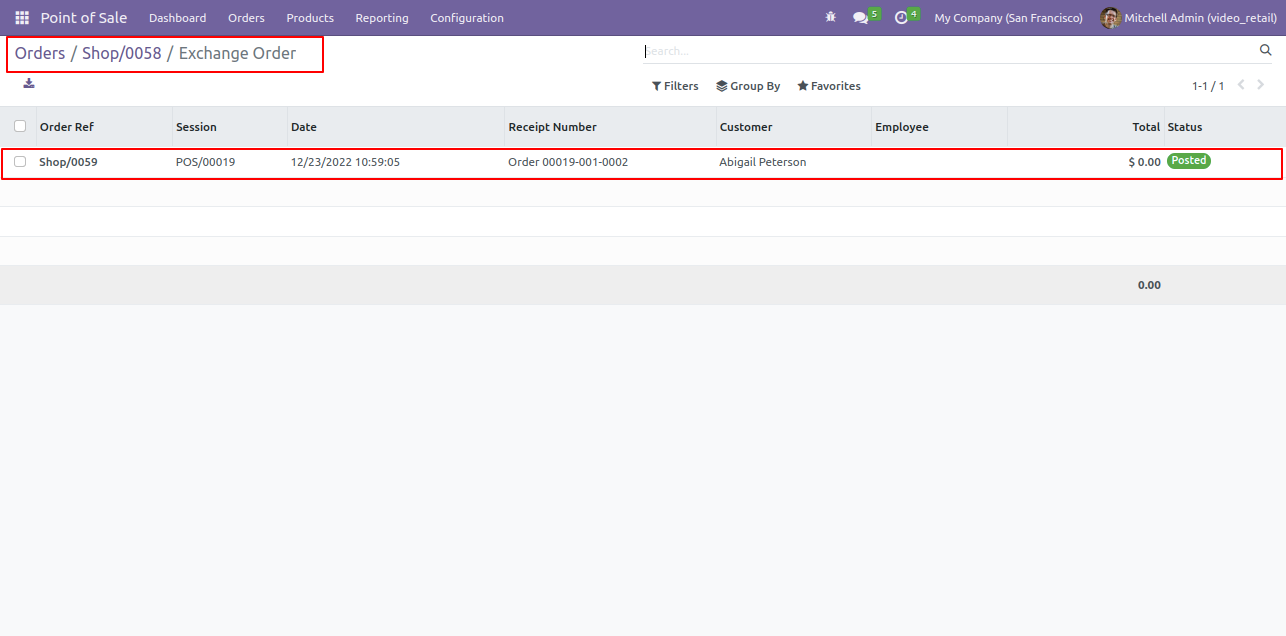 Point of Sale Dashboard Orders Products Reporting Configuration 5 4 My Company (San Francisco) Mitchell Admin (video_retail)
Orders / Shop/0058 / Exchange Order Search...
Filters Group By Favorites 1-1 / 1
Order Ref Session Date Receipt Number Customer Employee Total Status
Shop/0059 POS/00019 12/23/2022 10:59:05 Order 00019-001-0002 Abigail Peterson $ 0.00 Posted
0.00